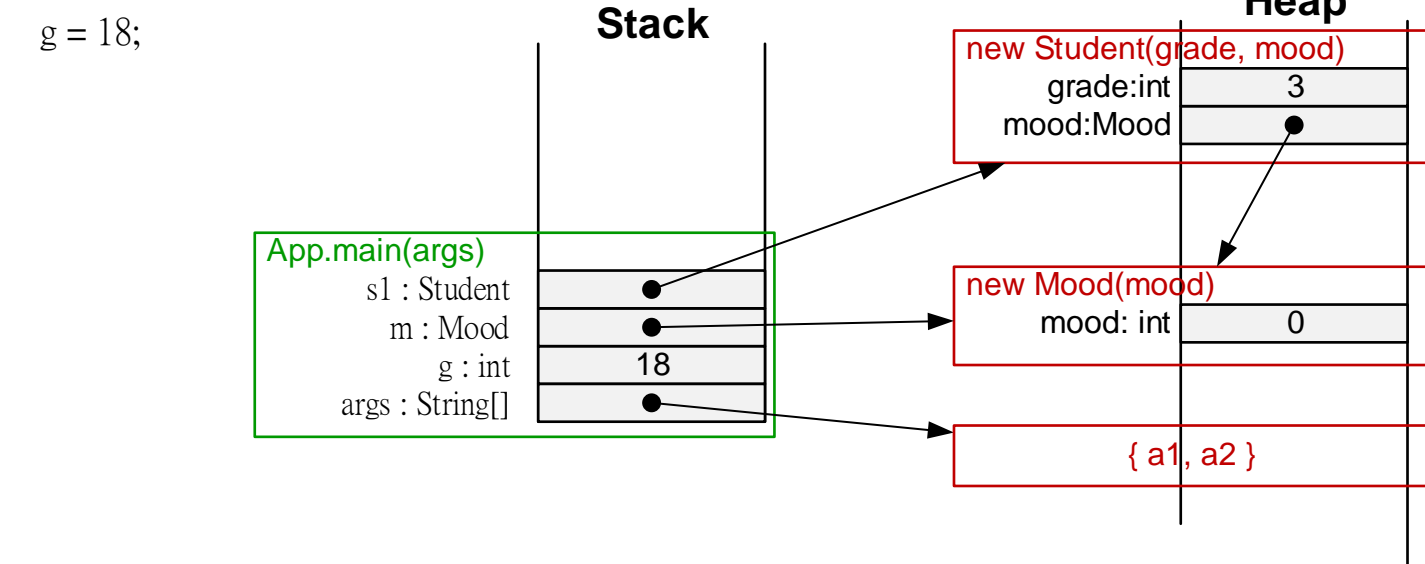 g = 18;
Stack
Heap
new Student(grade, mood)
grade:int 3
mood:Mood
App.main(args)
s1 : Student
m : Mood
g : int 18
args : String[]
new Mood(mood)
mood: int 0
{ a1, a2 }